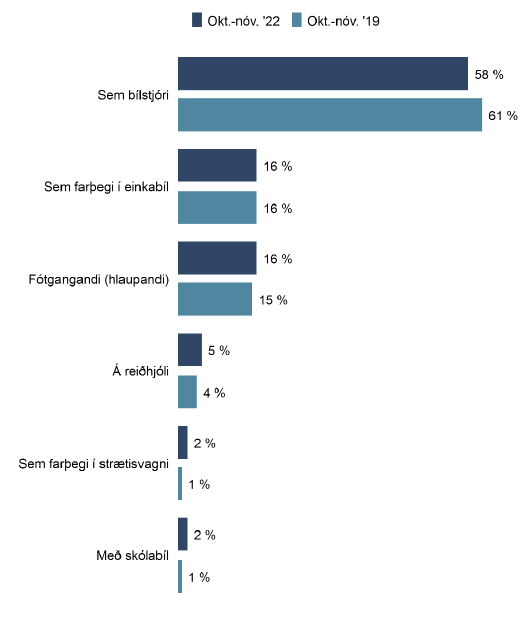 Okt.-nóv. '22 Okt.-nóv. '19
Sem bílstjóri
58 %
61 %
Sem farþegi í einkabíl
16 %
16 %
Fótgangandi (hlaupandi)
16 %
15 %
Á reiðhjóli
5 %
4 %
Sem farþegi í strætisvagni
2 %
1 %
Með skólabíl
2 %
1 %